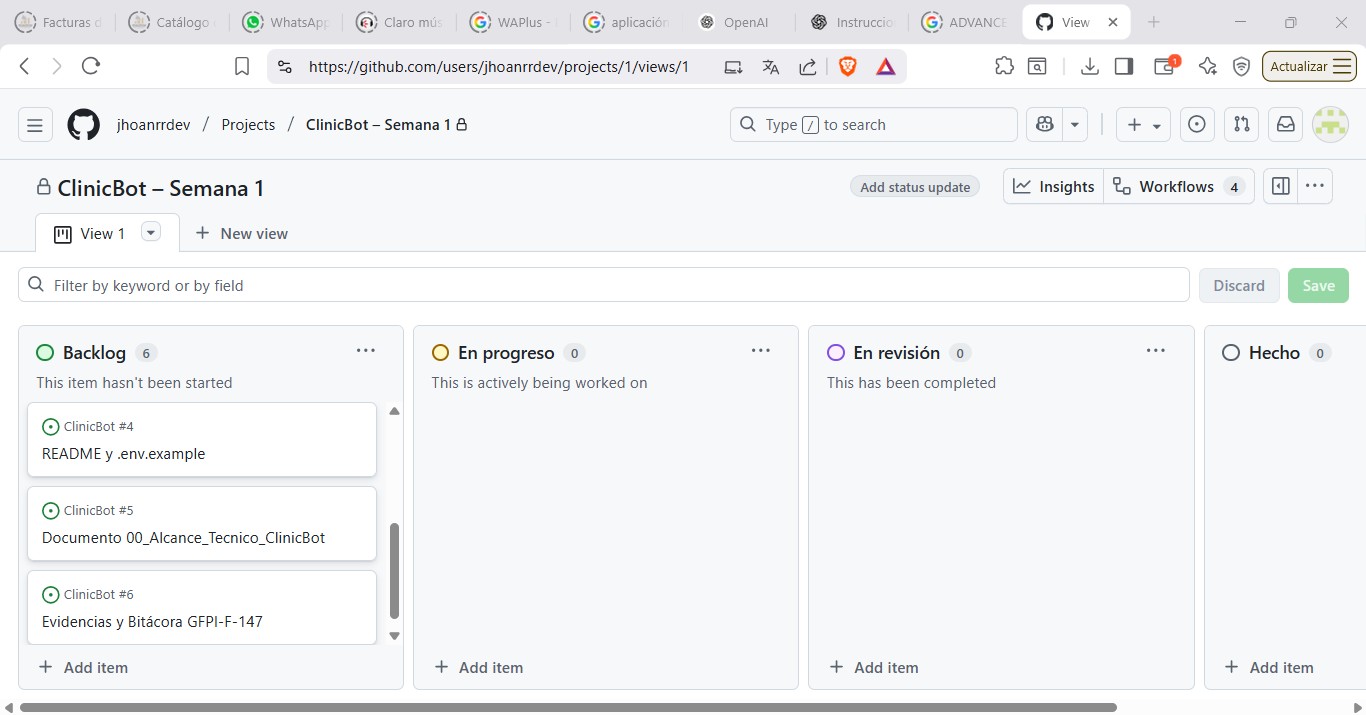 Facturas d
Catálogo
WhatsApp
Claro mús
WAPlus -
aplicación
OpenAI
Instruccio
ADVANCE
View
https://github.com/users/jhoanrrdev/projects/1/views/1
1
Actualizar
jhoanrrdev / Projects / ClinicBot – Semana 1
Type / to search
ClinicBot – Semana 1
Add status update
Insights
Workflows 4
View 1
New view
Filter by keyword or by field
Discard
Save
Backlog 6
This item hasn't been started
ClinicBot #4
README y .env.example
ClinicBot #5
Documento 00_Alcance_Tecnico_ClinicBot
ClinicBot #6
Evidencias y Bitácora GFPI-F-147
+ Add item
En progreso 0
This is actively being worked on
+ Add item
En revisión 0
This has been completed
+ Add item
Hecho 0
+ Add item